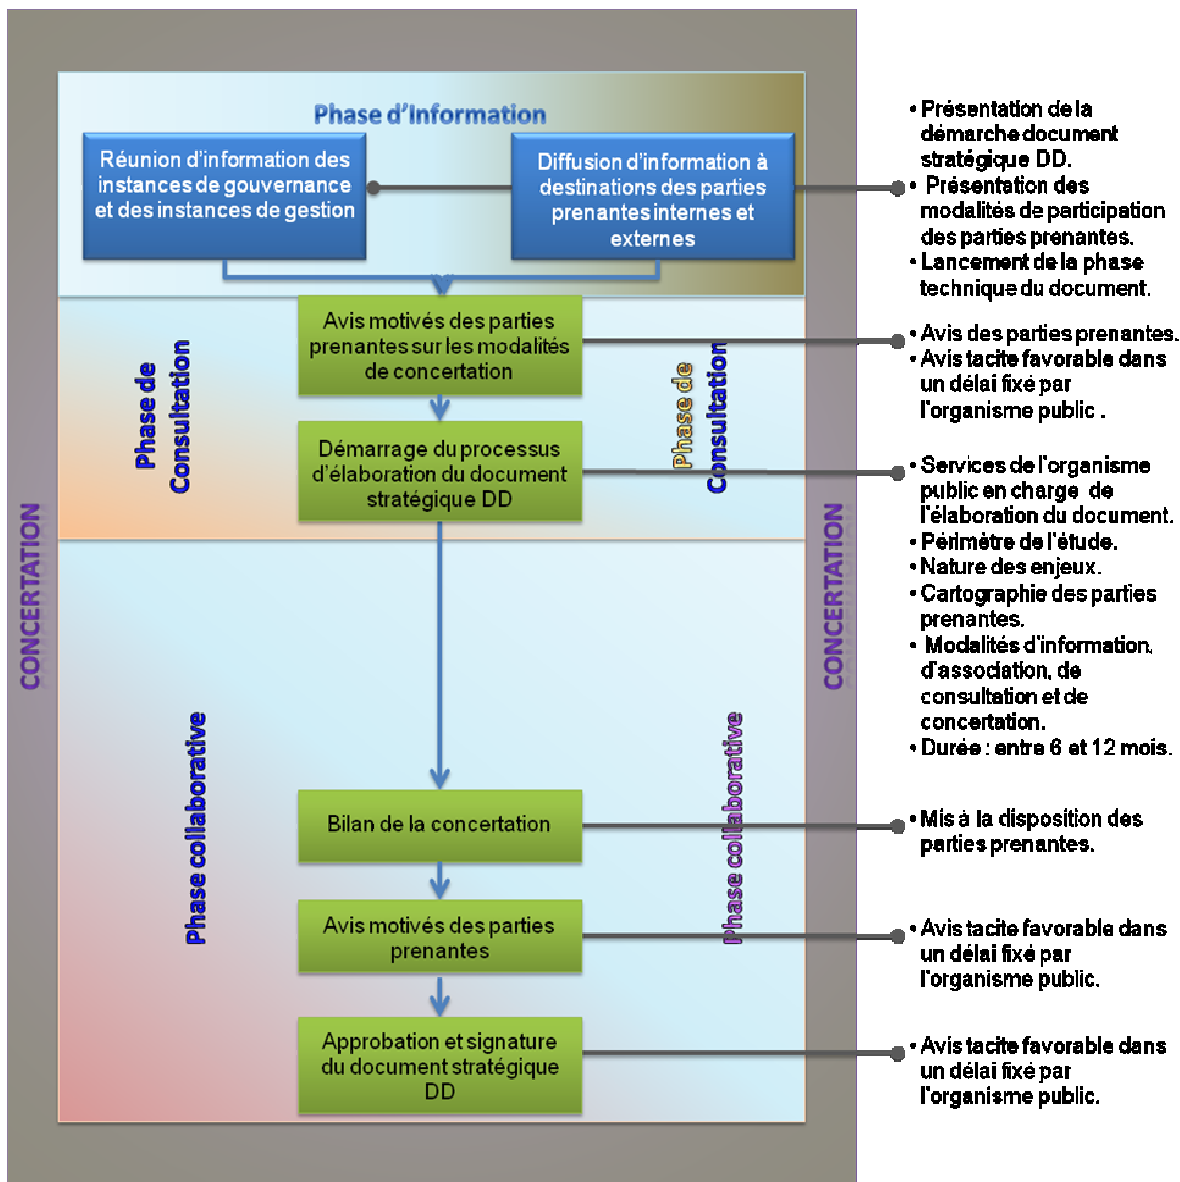 Phase d'Information
Réunion d'information des
instances de gouvernance
et des instances de gestion
Diffusion d'information à
destinations des parties
prenantes internes et
externes
• Présentation de la
démarche document
stratégique DD.
• Présentation des
modalités de participation
des parties prenantes.
• Lancement de la phase
technique du document.
Avis motivés des parties
prenantes sur les modalités
de concertation
• Avis des parties prenantes.
• Avis tacite favorable dans
un délai fixé par
l'organisme public .
Phase de
Consultation
Phase de
Consultation
Démarrage du processus
d'élaboration du document
stratégique DD
• Services de l'organisme
public en charge de
l'élaboration du document.
• Périmètre de l'étude.
• Nature des enjeux.
• Cartographie des parties
prenantes.
• Modalités d'information,
d'association, de
consultation et de
concertation.
• Durée : entre 6 et 12 mois.
CONCERTATION
CONCERTATION
Phase collaborative
Phase collaborative
Bilan de la concertation
• Mis à la disposition des
parties prenantes.
Avis motivés des parties
prenantes
• Avis tacite favorable dans
un délai fixé par
l'organisme public.
Approbation et signature
du document stratégique
DD
• Avis tacite favorable dans
un délai fixé par
l'organisme public.